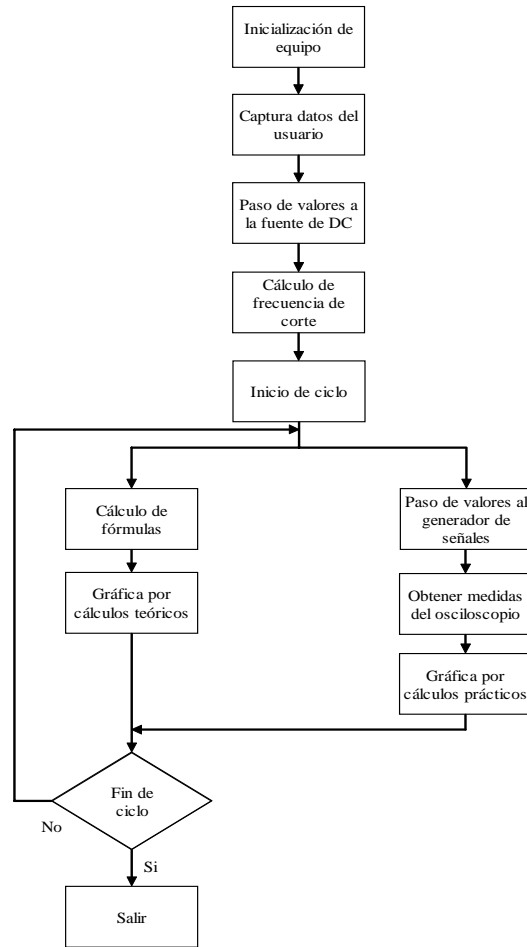 Inicialización de
equipo
Captura datos del
usuario
Paso de valores a
la fuente de DC
Cálculo de
frecuencia de
corte
Inicio de ciclo
Cálculo de
fórmulas
Gráfica por
cálculos teóricos
Paso de valores al
generador de
señales
Obtener medidas
del osciloscopio
Gráfica por
cálculos prácticos
Fin de
ciclo
No
Si
Salir